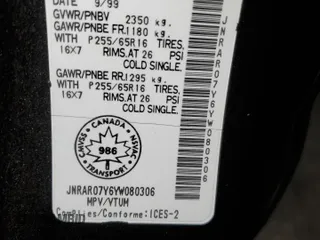 DATE 9/99
GVWR/PNBV 2350 kg.
GAWR/PNBE FR.1180 kg.
WITH P255/65R16 TIRES,
16X7 RIMS,AT 26 PSI
COLD SINGLE.
GAWR/PNBE RR.1295 kg.
WITH P255/65R16 TIRES,
16X7 RIMS,AT 26 PSI
COLD SINGLE.
CANADA
CMVSS
NSVAC
986
TRANSPORT
JNRAR07Y6YW080306
MPV/VTUM
Complies/Conforme:ICES-2
JNRAR07Y6YW080306